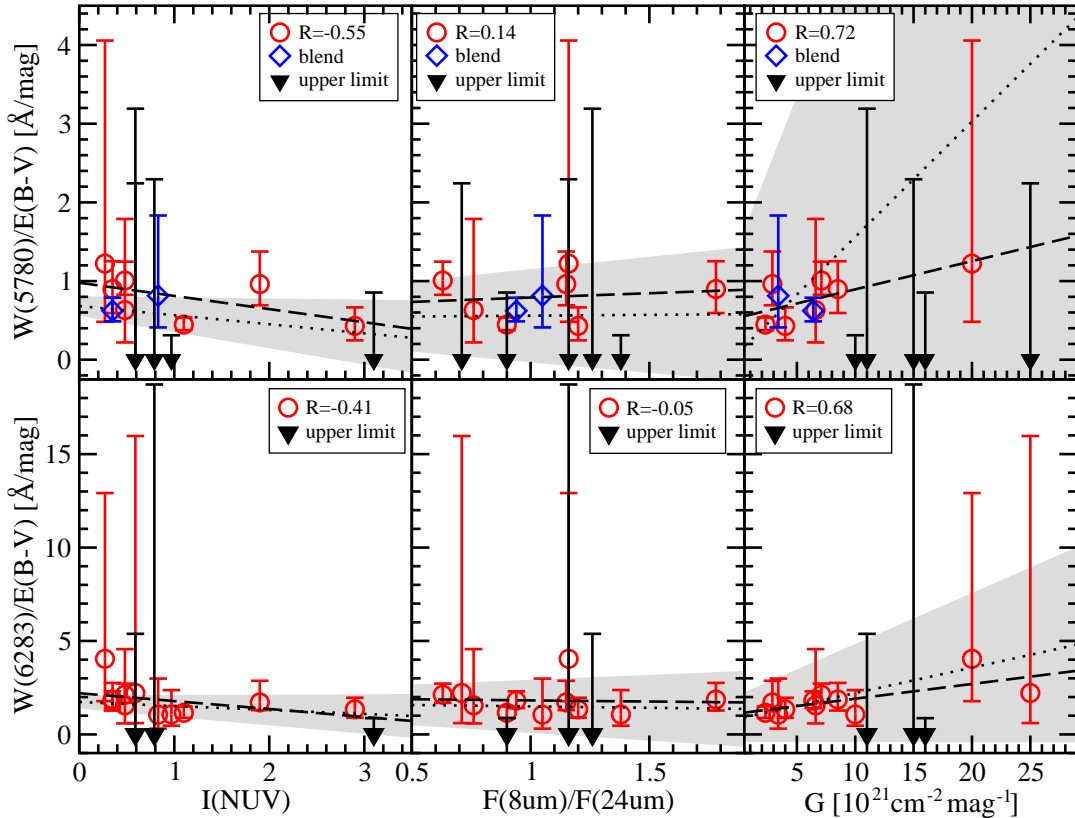 W(5780)/E(B-V) [Å/mag]
4
3
2
1
0
R=-0.55
blend
upper limit
R=0.14
blend
upper limit
R=0.72
blend
upper limit
W(6283)/E(B-V) [Å/mag]
15
10
5
0
R=-0.41
upper limit
R=-0.05
upper limit
R=0.68
upper limit
0 1 2 3 0.5 1 1.5 5 10 15 20 25
I(NUV) F(8um)/F(24um) G [10²¹cm⁻² mag⁻¹]